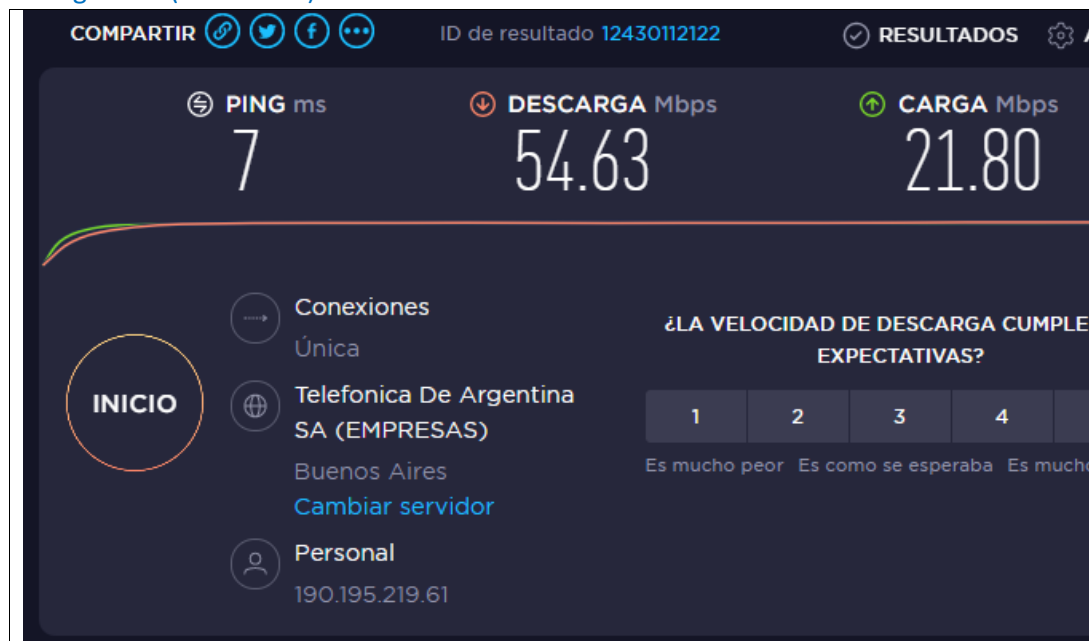 COMPARTIR ID de resultado 12430112122 RESULTADOS
PING ms DESCARGA Mbps CARGA Mbps
7 54.63 21.80
Conexiones
Única
¿LA VELOCIDAD DE DESCARGA CUMPLE
EXPECTATIVAS?
INICIO
Telefonica De Argentina
SA (EMPRESAS)
Buenos Aires
Cambiar servidor
1 2 3 4
Es mucho peor Es como se esperaba Es mucho
Personal
190.195.219.61